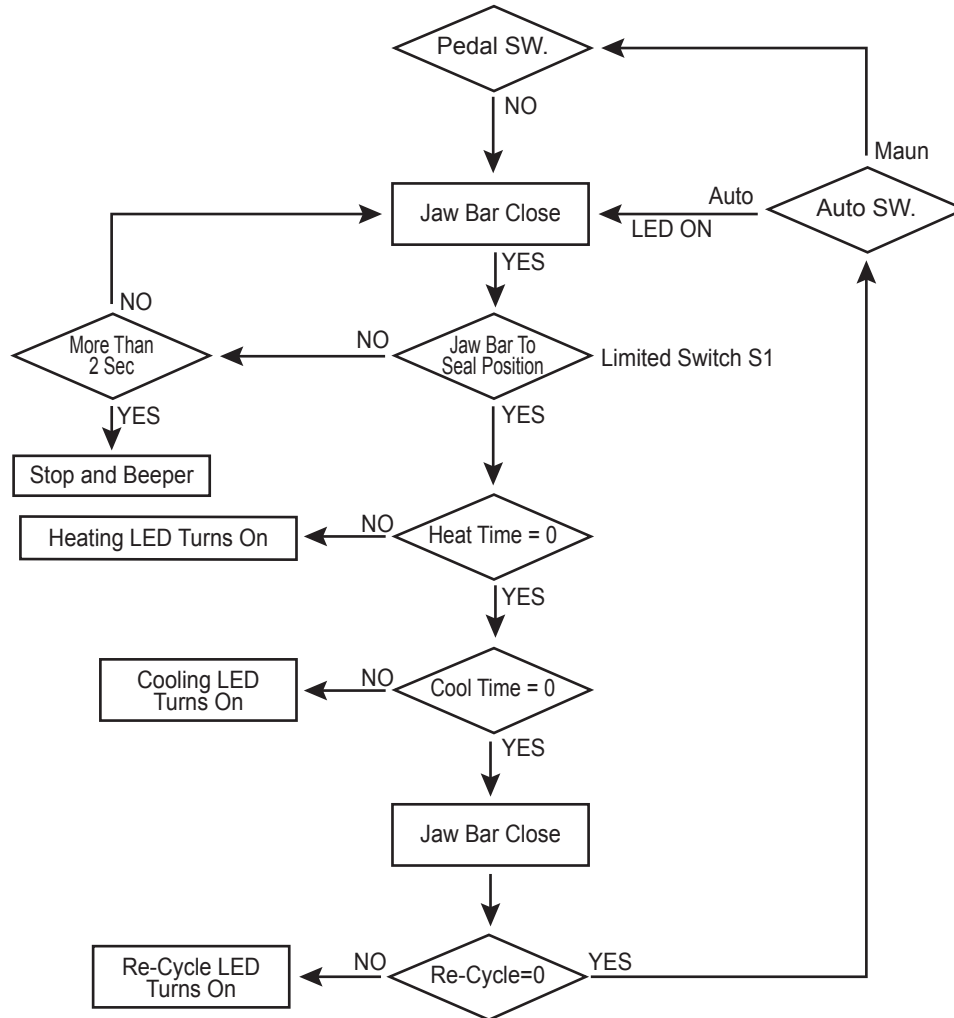 Pedal SW.
NO
Maun
Jaw Bar Close
Auto
LED ON
Auto SW.
YES
NO
More Than
2 Sec
NO
Jaw Bar To
Seal Position
Limited Switch S1
YES
YES
Stop and Beeper
Heating LED Turns On
NO
Heat Time = 0
YES
Cooling LED
Turns On
NO
Cool Time = 0
YES
Jaw Bar Close
Re-Cycle LED
Turns On
NO
Re-Cycle=0
YES